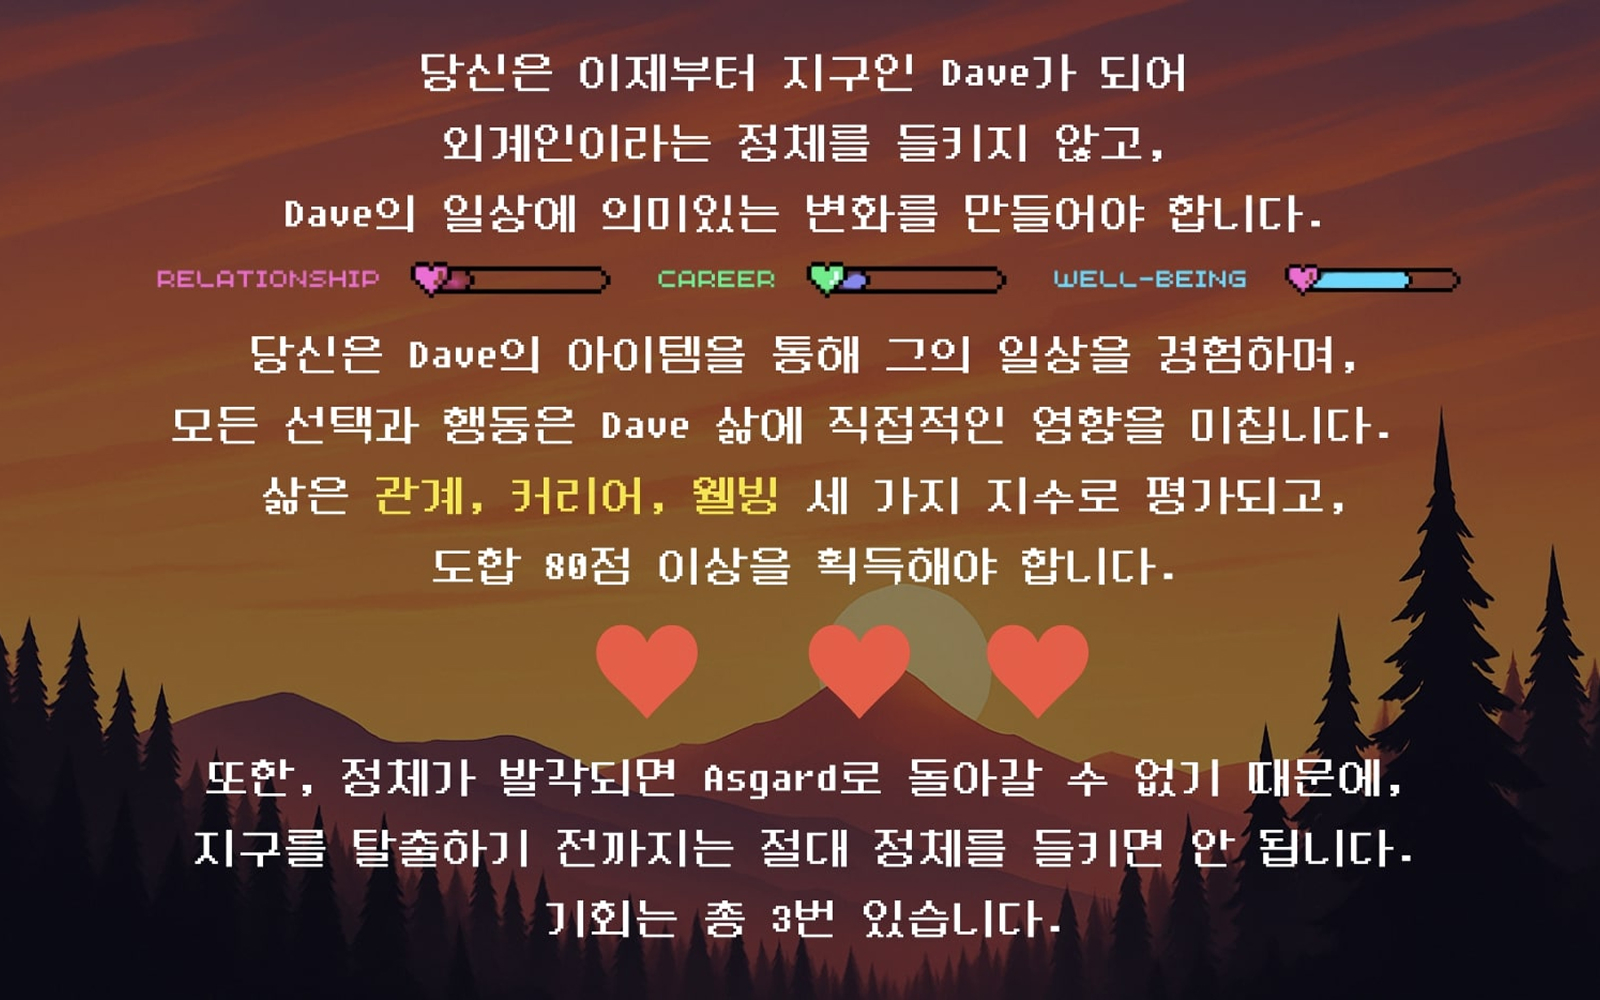 당신은 이제부터 지구인 Dave가 되어
외계인이라는 정체를 들키지 않고,
Dave의 일상에 의미있는 변화를 만들어야 합니다.
RELATIONSHIP CAREER WELL-BEING
당신은 Dave의 아이템을 통해 그의 일상을 경험하며,
모든 선택과 행동은 Dave 삶에 직접적인 영향을 미칩니다.
삶은 관계, 커리어, 웰빙 세 가지 지수로 평가되고,
도합 80점 이상을 획득해야 합니다.
또한, 정체가 발각되면 Asgard로 돌아갈 수 없기 때문에,
지구를 탈출하기 전까지는 절대 정체를 들키면 안 됩니다.
기회는 총 3번 있습니다.